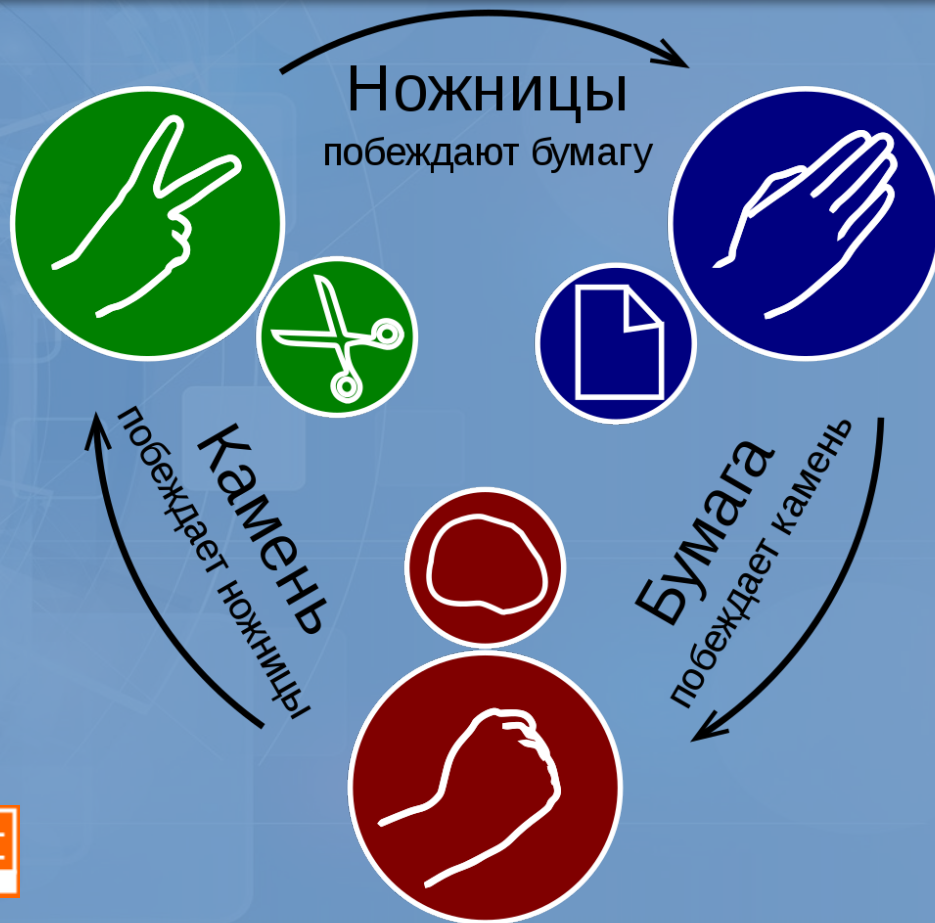 Ножницы
побеждают бумагу
Камень
побеждает ножницы
Бумага
побеждает камень